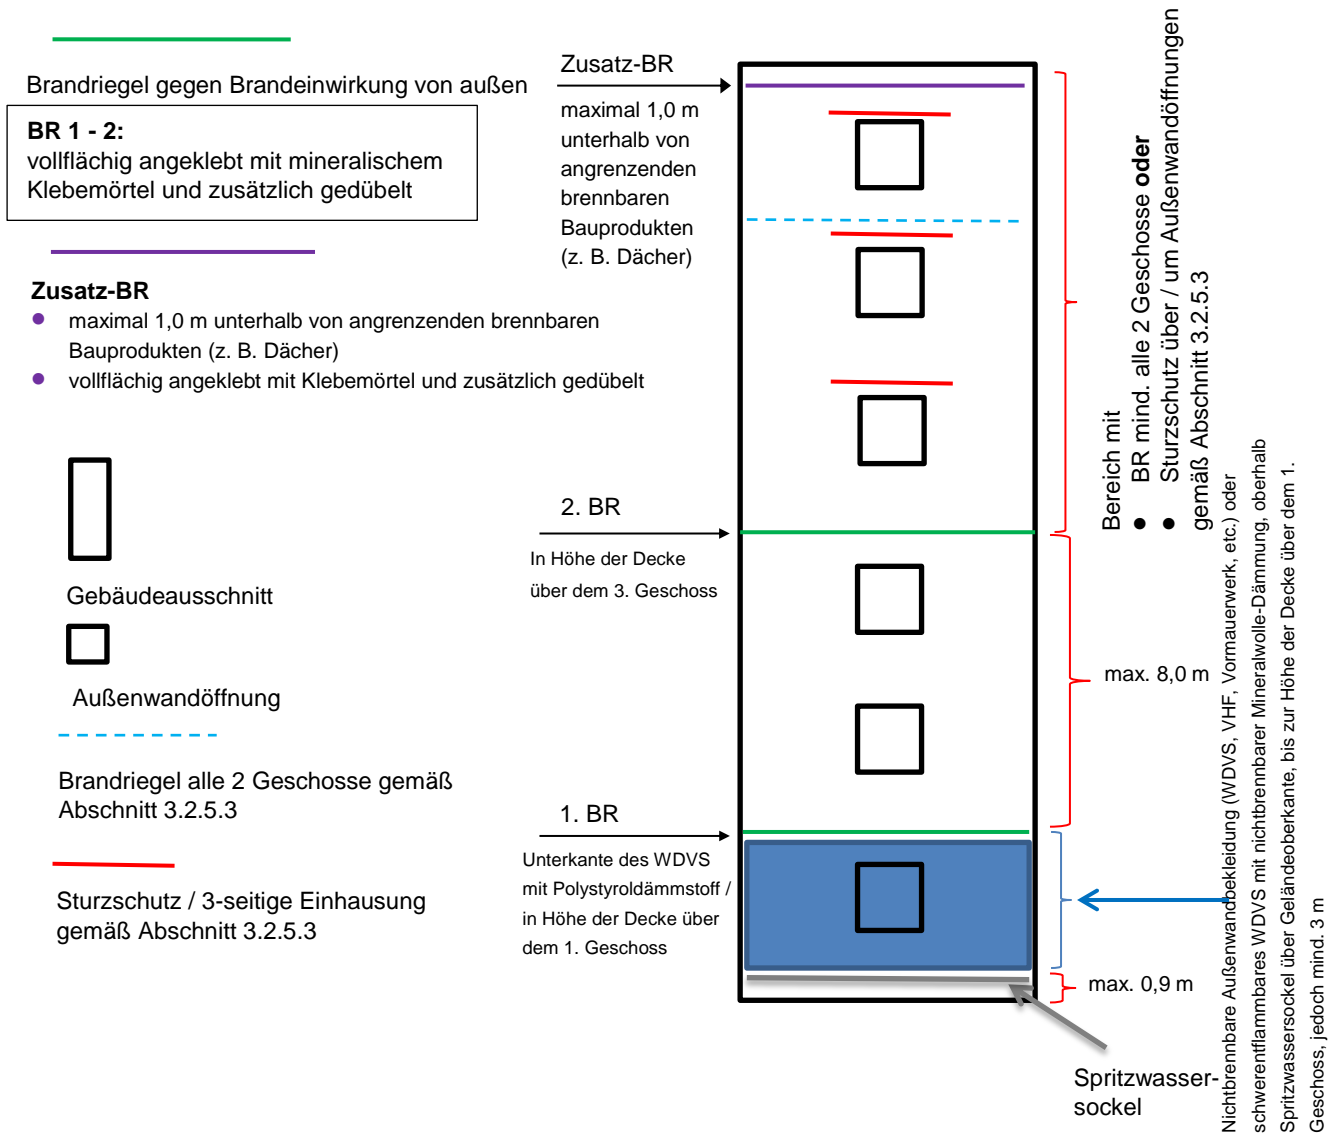 Brandriegel gegen Brandeinwirkung von außen
BR 1 - 2:
vollflächig angeklebt mit mineralischem
Klebemörtel und zusätzlich gedübelt
Zusatz-BR
● maximal 1,0 m unterhalb von angrenzenden brennbaren
Bauprodukten (z. B. Dächer)
● vollflächig angeklebt mit Klebemörtel und zusätzlich gedübelt
Gebäudeausschnitt
Außenwandöffnung
Brandriegel alle 2 Geschosse gemäß
Abschnitt 3.2.5.3
Sturzschutz / 3-seitige Einhausung
gemäß Abschnitt 3.2.5.3
Zusatz-BR
maximal 1,0 m
unterhalb von
angrenzenden
brennbaren
Bauprodukten
(z. B. Dächer)
2. BR
In Höhe der Decke
über dem 3. Geschoss
1. BR
Unterkante des WDVS
mit Polystyroldämmstoff /
in Höhe der Decke über
dem 1. Geschoss
Bereich mit
● BR mind. alle 2 Geschosse oder
● Sturzschutz über / um Außenwandöffnungen
gemäß Abschnitt 3.2.5.3
max. 8,0 m
Nichtbrennbare Außenwandbekleidung (WDVS, VHF, Vormauerwerk, etc.) oder
schwerentflammbares WDVS mit nichtbrennbarer Mineralwolle-Dämmung, oberhalb
Spritzwassersockel über Geländeoberkante, bis zur Höhe der Decke über dem 1.
Geschoss, jedoch mind. 3 m
max. 0,9 m
Spritzwasser-
sockel